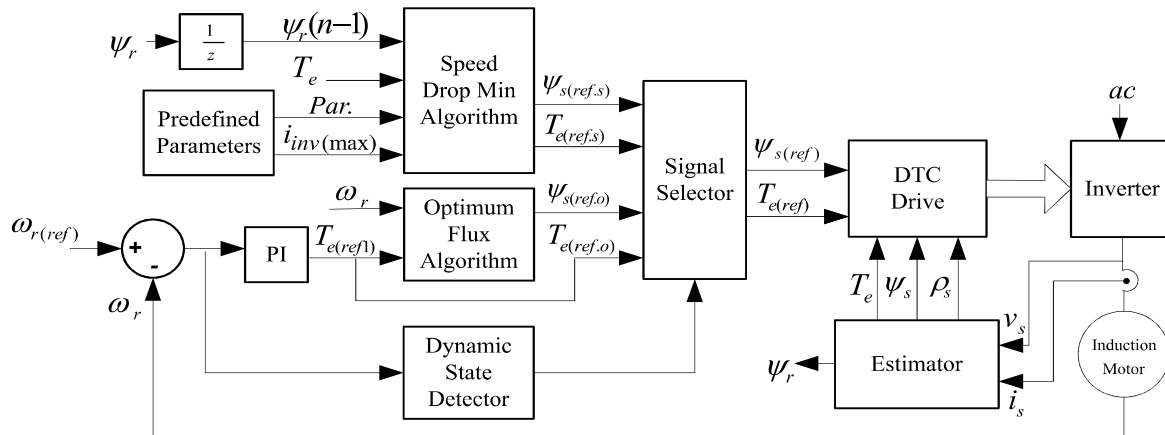 ψr
1
z
ψr(n−1)
Te
Predefined
Parameters
Par.
iinv(max)
Speed
Drop Min
Algorithm
ψs(ref.s)
Te(ref.s)
ωr(ref)
+
-
ωr
PI
Te(ref1)
ωr
Optimum
Flux
Algorithm
ψs(ref.o)
Te(ref.o)
Dynamic
State
Detector
Signal
Selector
ψs(ref)
Te(ref)
DTC
Drive
ac
Inverter
Te ψs ρs
vs
is
Estimator
ψr
Induction
Motor